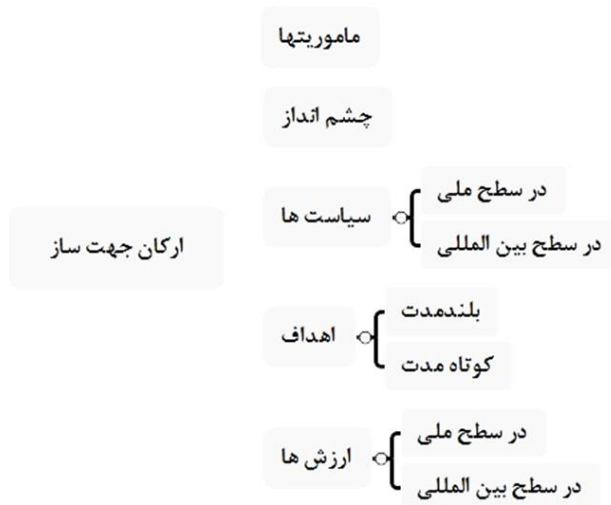 ارکان جهت ساز
ماموریتها
چشم انداز
سیاست ها
در سطح ملی
در سطح بین المللی
اهداف
بلندمدت
کوتاه مدت
ارزش ها
در سطح ملی
در سطح بین المللی